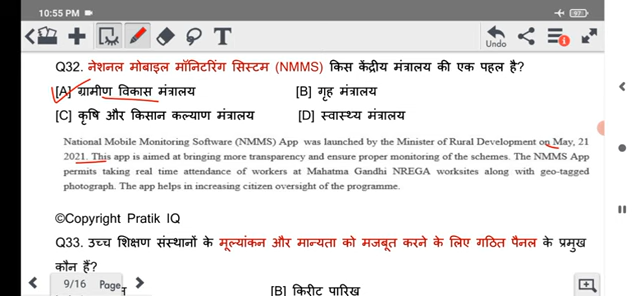 10:55 PM
97
Undo
Q32. नेशनल मोबाइल मॉनिटरिंग सिस्टम (NMMS) किस केंद्रीय मंत्रालय की एक पहल है?
[A] ग्रामीण विकास मंत्रालय [B] गृह मंत्रालय
[C] कृषि और किसान कल्याण मंत्रालय [D] स्वास्थ्य मंत्रालय
National Mobile Monitoring Software (NMMS) App was launched by the Minister of Rural Development on May, 21
2021. This app is aimed at bringing more transparency and ensure proper monitoring of the schemes. The NMMS App
permits taking real time attendance of workers at Mahatma Gandhi NREGA worksites along with geo-tagged
photograph. The app helps in increasing citizen oversight of the programme.
©Copyright Pratik IQ
Q33. उच्च शिक्षण संस्थानों के मूल्यांकन और मान्यता को मजबूत करने के लिए गठित पैनल के प्रमुख
कौन हैं?
9/16 Page
[B] किरीट पारिख